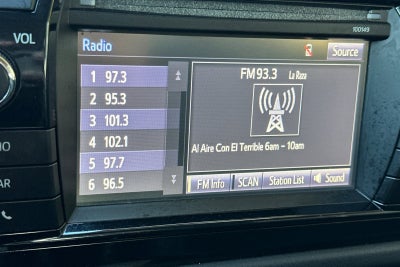 VOL
100149
Radio
Source
1 97.3
2 95.3
3 101.3
4 102.1
5 97.7
6 96.5
FM 93.3 La Raza
Al Aire Con El Terrible 6am - 10am
FM Info SCAN Station List Sound